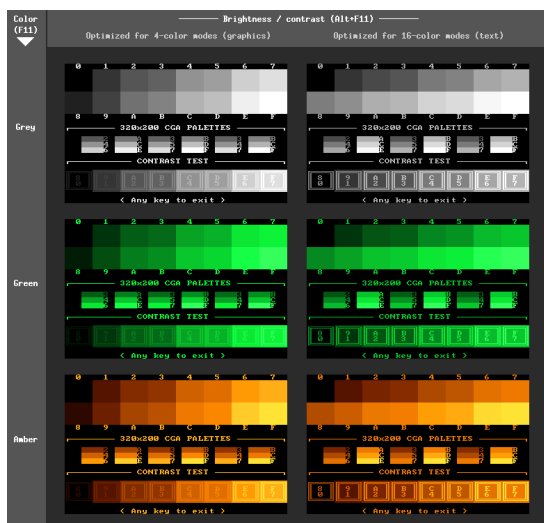 Color
(F11)
Brightness / contrast (Alt+F11)
Optimized for 4-color modes (graphics)
Optimized for 16-color modes (text)
Grey
0 1 2 3 4 5 6 7
8 9 A B C D E F
320x200 CGA PALETTES
CONTRAST TEST
< Any key to exit >
0 1 2 3 4 5 6 7
8 9 A B C D E F
320x200 CGA PALETTES
CONTRAST TEST
< Any key to exit >
Green
0 1 2 3 4 5 6 7
8 9 A B C D E F
320x200 CGA PALETTES
CONTRAST TEST
< Any key to exit >
0 1 2 3 4 5 6 7
8 9 A B C D E F
320x200 CGA PALETTES
CONTRAST TEST
< Any key to exit >
Amber
0 1 2 3 4 5 6 7
8 9 A B C D E F
320x200 CGA PALETTES
CONTRAST TEST
< Any key to exit >
0 1 2 3 4 5 6 7
8 9 A B C D E F
320x200 CGA PALETTES
CONTRAST TEST
< Any key to exit >